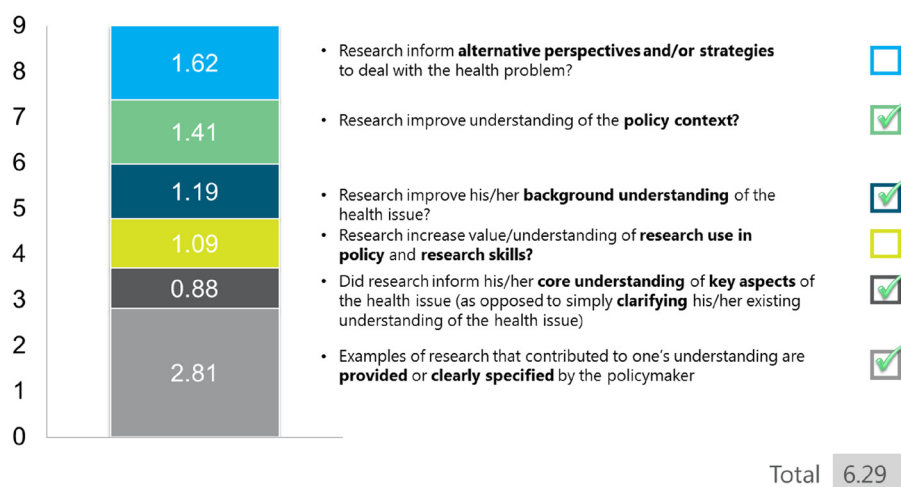 9
8
7
6
5
4
3
2
1
0
1.62
1.41
1.19
1.09
0.88
2.81
• Research inform alternative perspectives and/or strategies
to deal with the health problem?
• Research improve understanding of the policy context?
• Research improve his/her background understanding of the
health issue?
• Research increase value/understanding of research use in
policy and research skills?
• Did research inform his/her core understanding of key aspects of
the health issue (as opposed to simply clarifying his/her existing
understanding of the health issue)
• Examples of research that contributed to one's understanding are
provided or clearly specified by the policymaker
Total 6.29